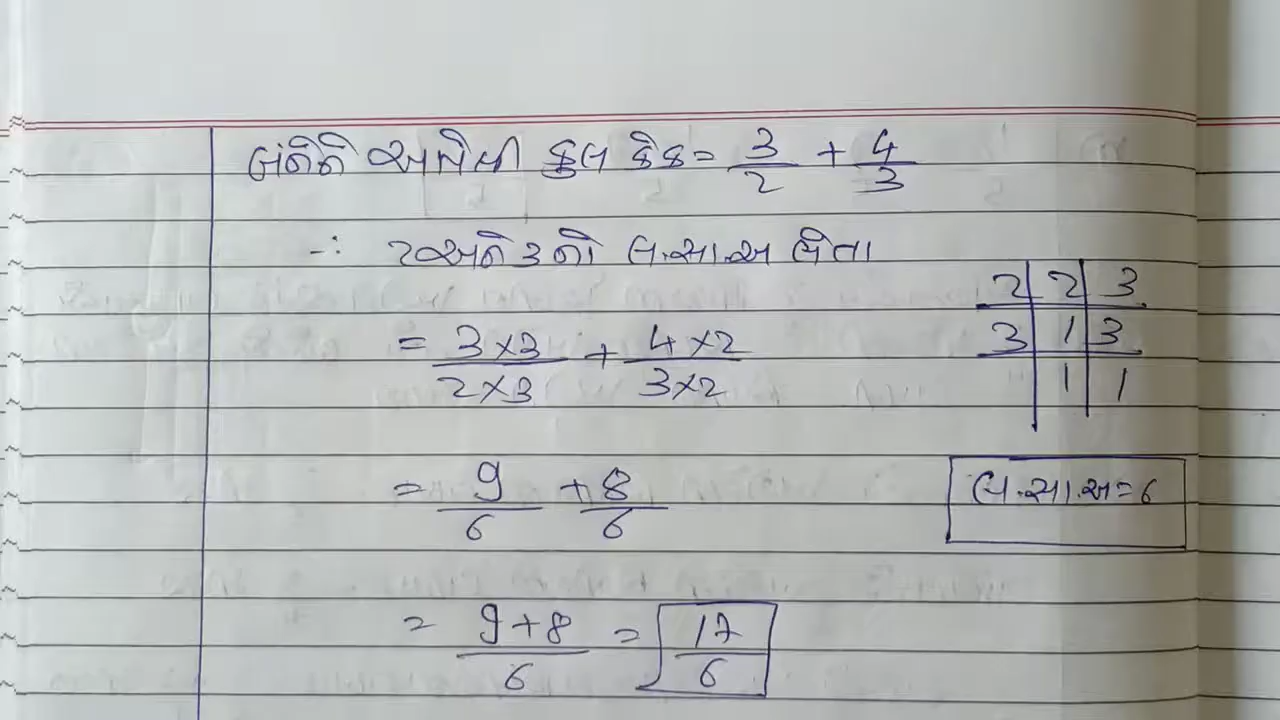 બંનેને આપેલી કુલ કેક = 3/2 + 4/3
∴ 2 અને 3 નો લ.સા.અ લેતા
2 | 2 | 3
= 3×3/2×3 + 4×2/3×2
3 | 1 | 3
1 | 1
= 9/6 + 8/6
લ.સા.અ = 6
= 9+8/6 = 17/6